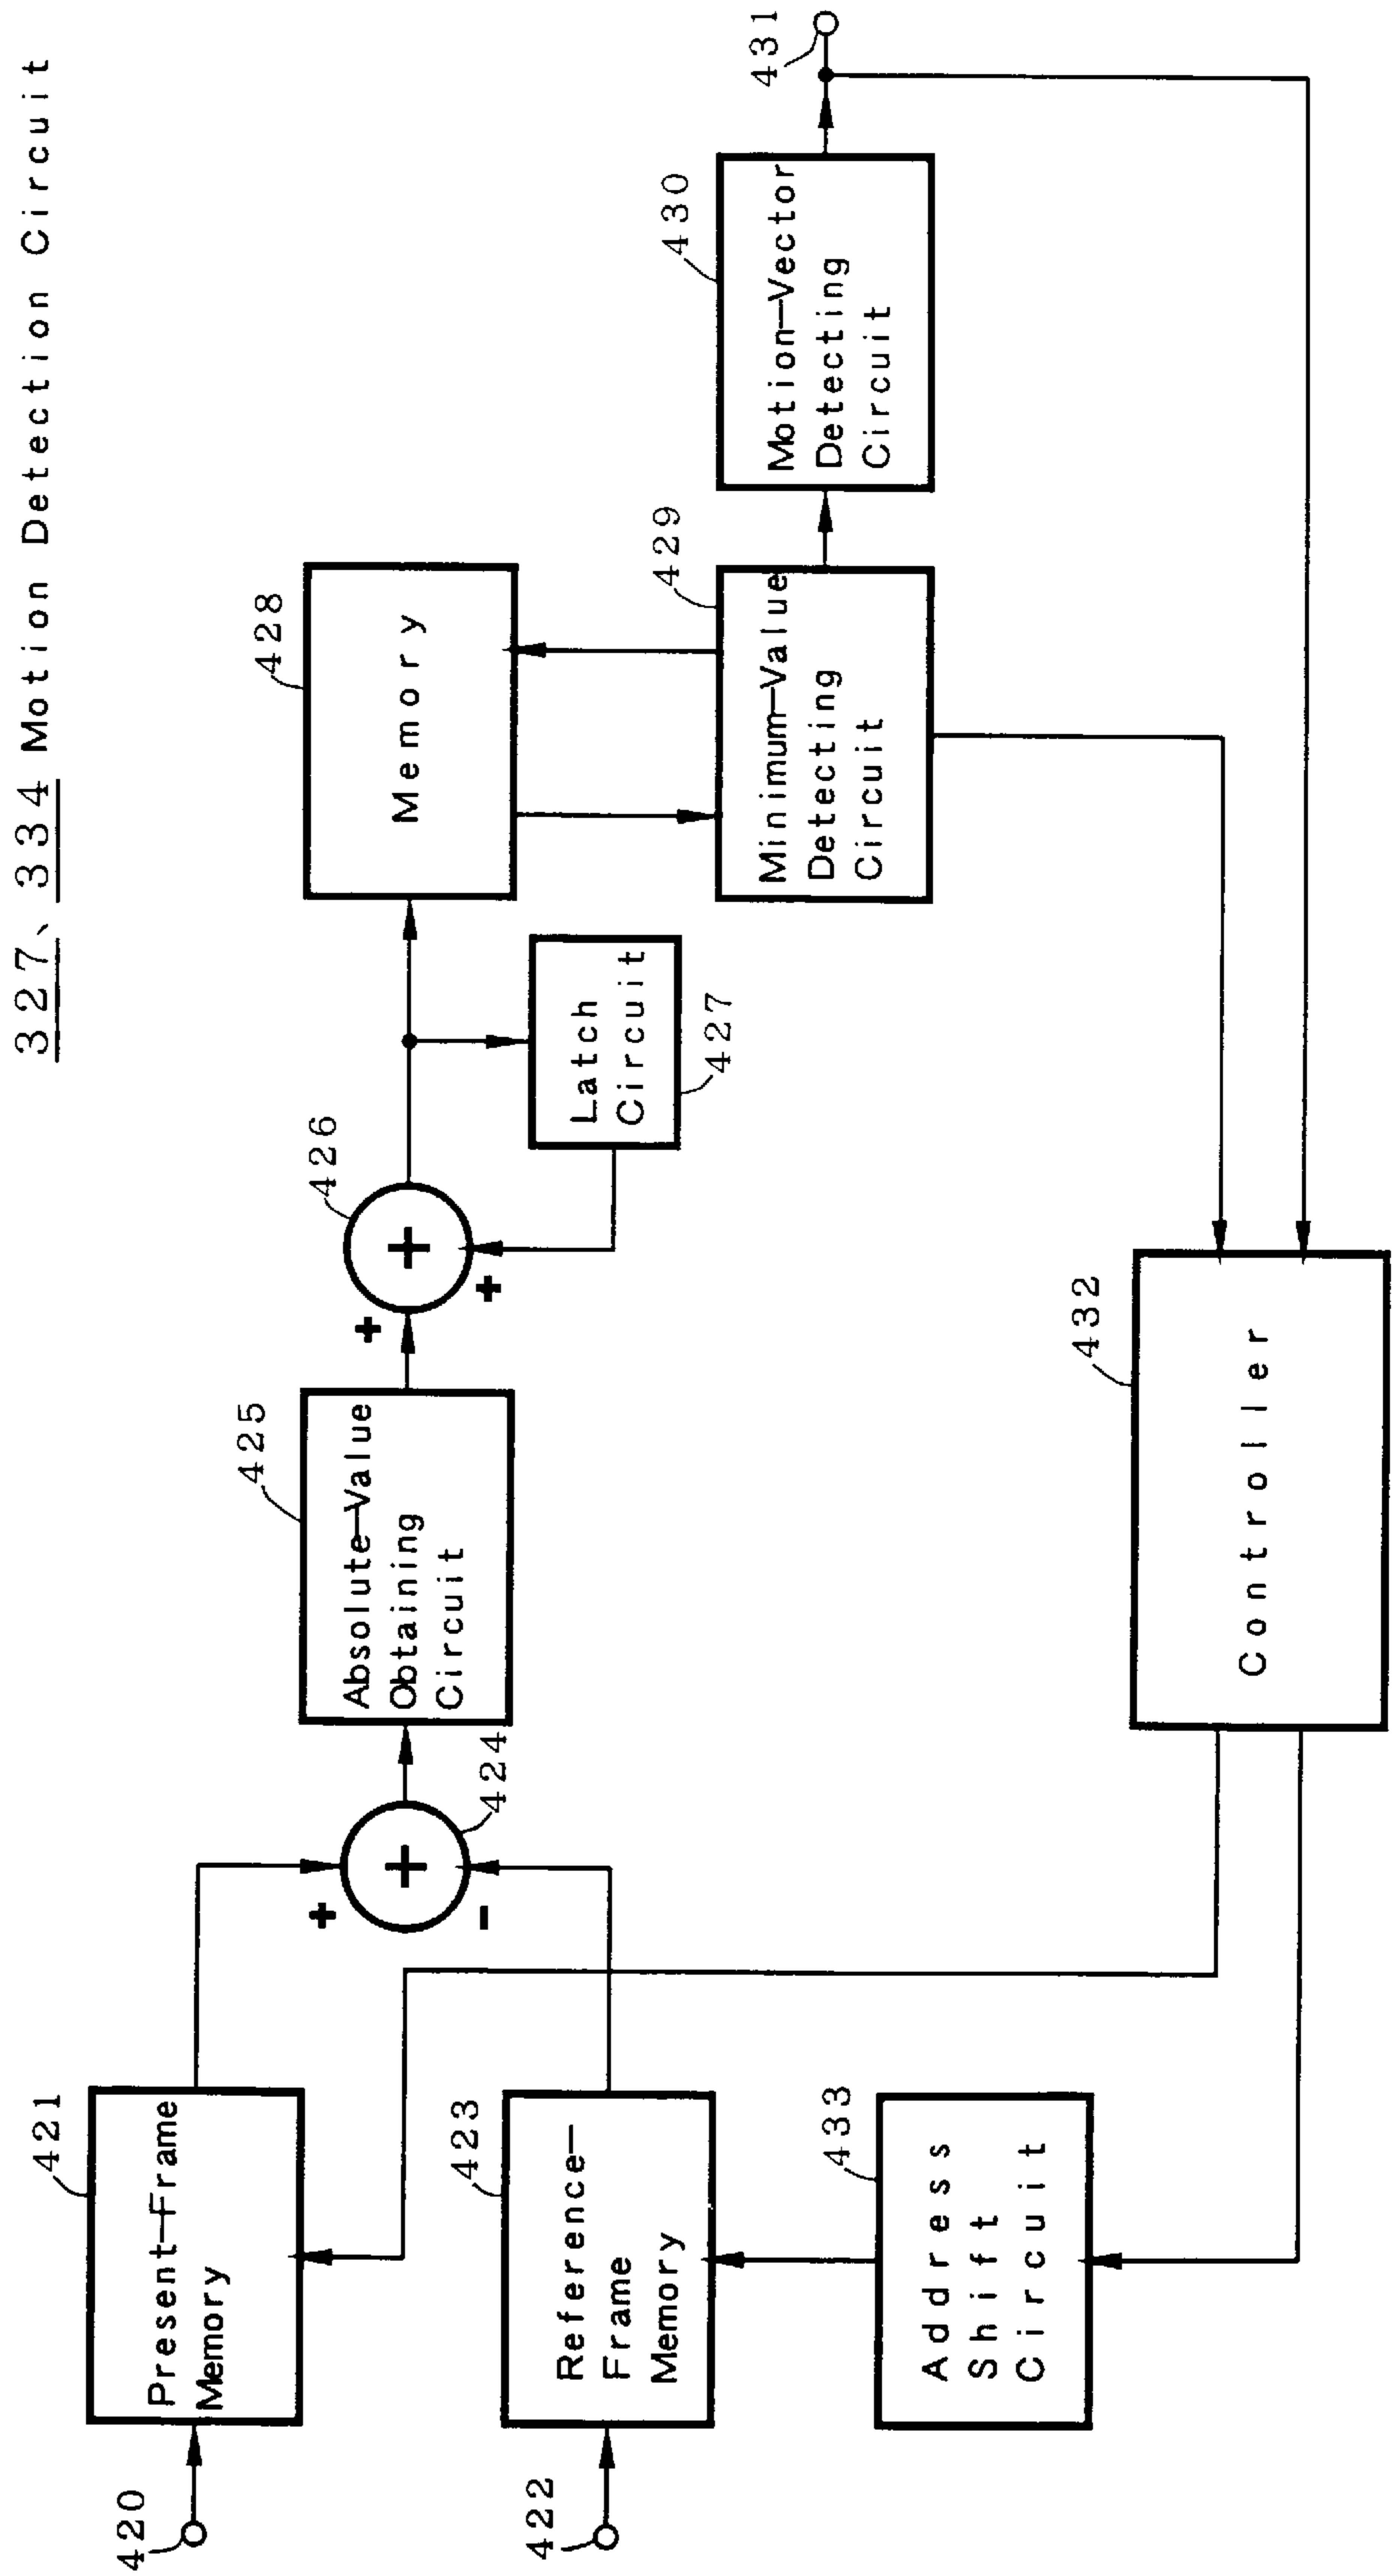 327、334 Motion Detection Circuit
420
421
Present-Frame
Memory
422
423
Reference-
Frame
Memory
433
Address
Shift
Circuit
+
-
+
424
425
Absolute-Value
Obtaining
Circuit
+
+
+
426
Latch
Circuit
427
428
Memory
429
Minimum-Value
Detecting
Circuit
430
Motion-Vector
Detecting
Circuit
431
432
Controller